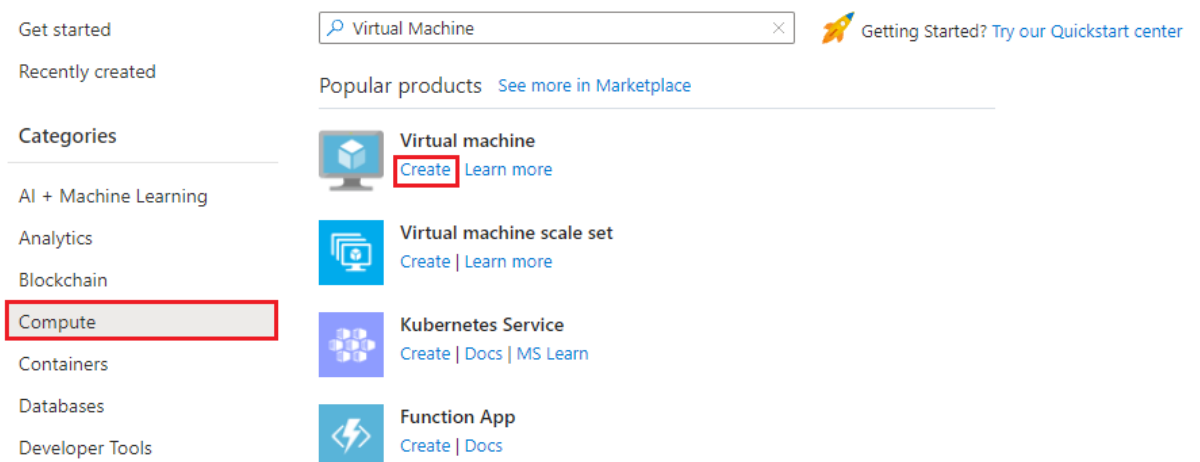 Get started
Recently created
Categories
AI + Machine Learning
Analytics
Blockchain
Compute
Containers
Databases
Developer Tools
Virtual Machine
Getting Started? Try our Quickstart center
Popular products See more in Marketplace
Virtual machine
Create Learn more
Virtual machine scale set
Create | Learn more
Kubernetes Service
Create | Docs | MS Learn
Function App
Create | Docs